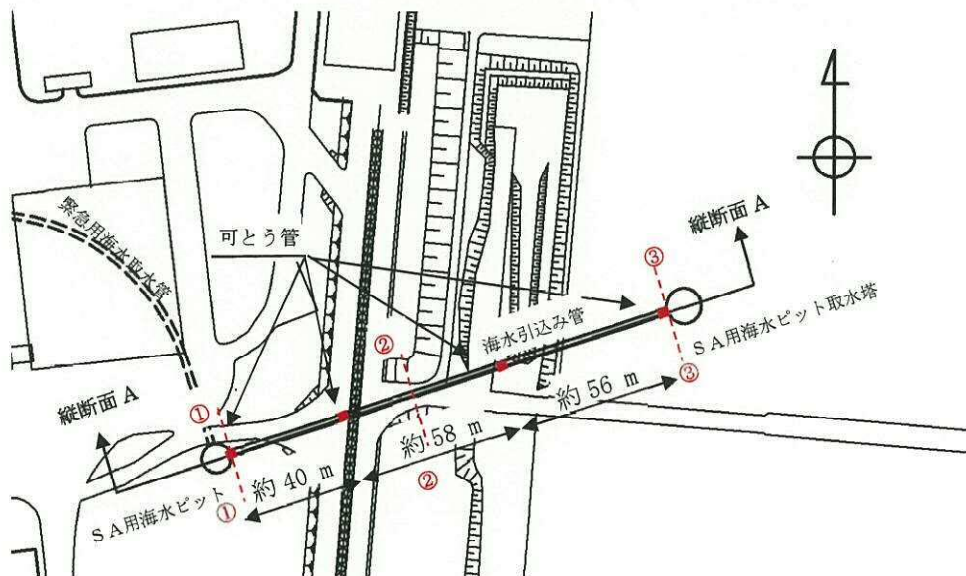 緊急用海水取水管
可とう管
縦断面 A
③
海水引込み管
SA用海水ピット取水塔
②
③
縦断面 A
①
約 56 m
約 58 m
②
約 40 m
SA用海水ピット
①